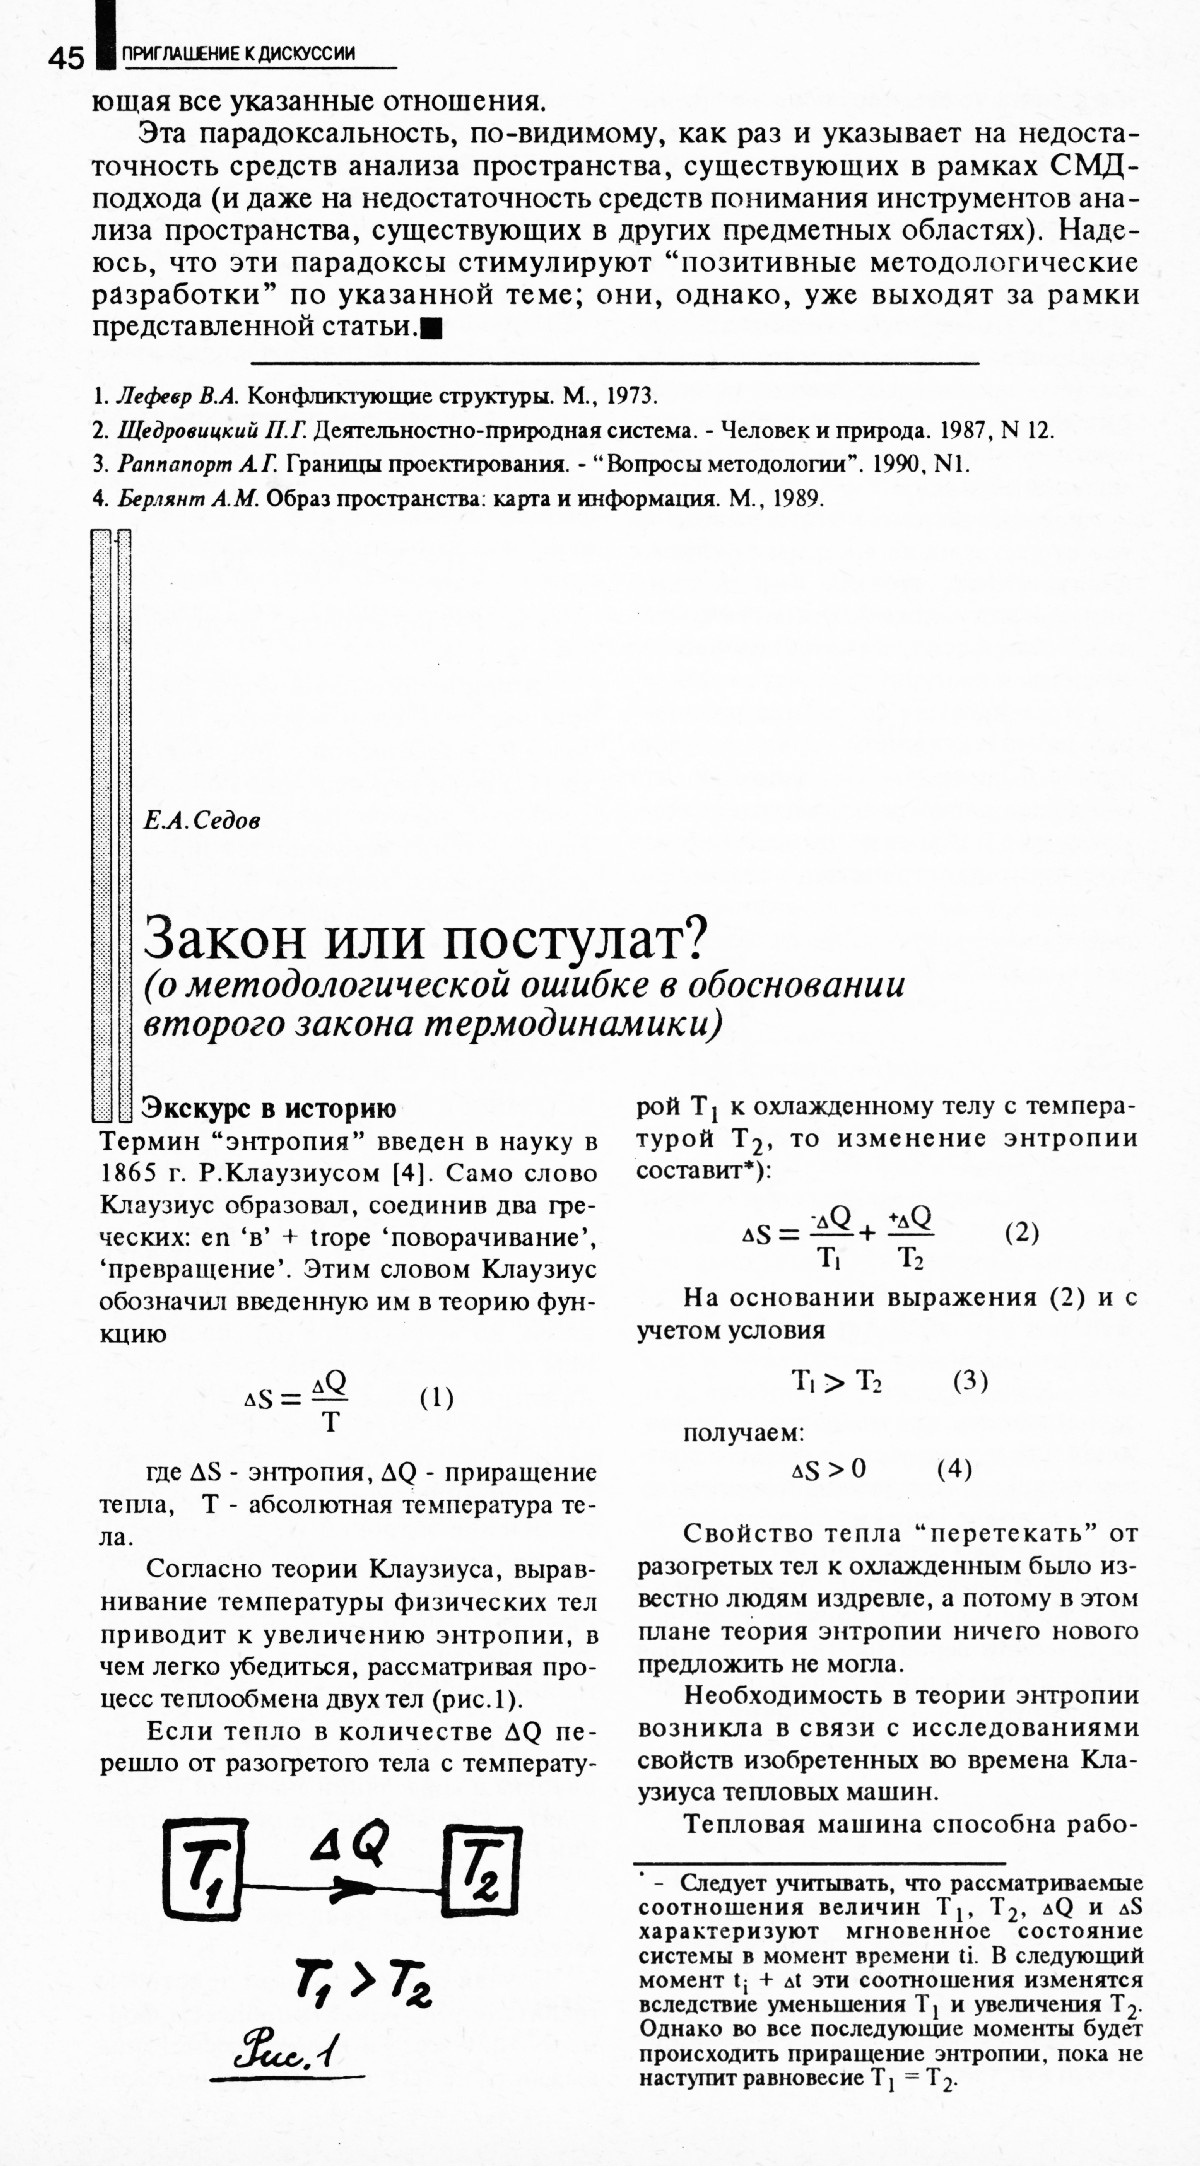 45 ПРИГЛАШЕНИЕ К ДИСКУССИИ
ющая все указанные отношения.
Эта парадоксальность, по-видимому, как раз и указывает на недоста-
точность средств анализа пространства, существующих в рамках СМД-
подхода (и даже на недостаточность средств понимания инструментов ана-
лиза пространства, существующих в других предметных областях). Наде-
юсь, что эти парадоксы стимулируют “позитивные методологические
разработки” по указанной теме; они, однако, уже выходят за рамки
представленной статьи.■
1. Лефевр В.А. Конфликтующие структуры. М., 1973.
2. Щедровицкий П.Г. Деятельностно-природная система. - Человек и природа. 1987, N 12.
3. Раппапорт А.Г. Границы проектирования. - “Вопросы методологии”. 1990, N1.
4. Берлянт А.М. Образ пространства: карта и информация. М., 1989.
Е.А. Седов
Закон или постулат?
(о методологической ошибке в обосновании
второго закона термодинамики)
Экскурс в историю
Термин “энтропия” введен в науку в
1865 г. Р.Клаузиусом [4]. Само слово
Клаузиус образовал, соединив два гре-
ческих: en ‘в’ + trope ‘поворачивание’,
‘превращение’. Этим словом Клаузиус
обозначил введенную им в теорию фун-
кцию
ΔS = ΔQ / T (1)
где ΔS - энтропия, ΔQ - приращение
тепла, T - абсолютная температура те-
ла.
Согласно теории Клаузиуса, вырав-
нивание температуры физических тел
приводит к увеличению энтропии, в
чем легко убедиться, рассматривая про-
цесс теплообмена двух тел (рис.1).
Если тепло в количестве ΔQ пе-
решло от разогретого тела с температу-
T1 ΔQ T2
T1 > T2
Рис. 1
рой T1 к охлажденному телу с темпера-
турой T2, то изменение энтропии
составит*):
ΔS = -ΔQ / T1 + +ΔQ / T2 (2)
На основании выражения (2) и с
учетом условия
T1 > T2 (3)
получаем:
ΔS > 0 (4)
Свойство тепла “перетекать” от
разогретых тел к охлажденным было из-
вестно людям издревле, а потому в этом
плане теория энтропии ничего нового
предложить не могла.
Необходимость в теории энтропии
возникла в связи с исследованиями
свойств изобретенных во времена Кла-
узиуса тепловых машин.
Тепловая машина способна рабо-
* - Следует учитывать, что рассматриваемые
соотношения величин T1, T2, ΔQ и ΔS
характеризуют мгновенное состояние
системы в момент времени ti. В следующий
момент ti + Δt эти соотношения изменятся
вследствие уменьшения T1 и увеличения T2.
Однако во все последующие моменты будет
происходить приращение энтропии, пока не
наступит равновесие T1 = T2.